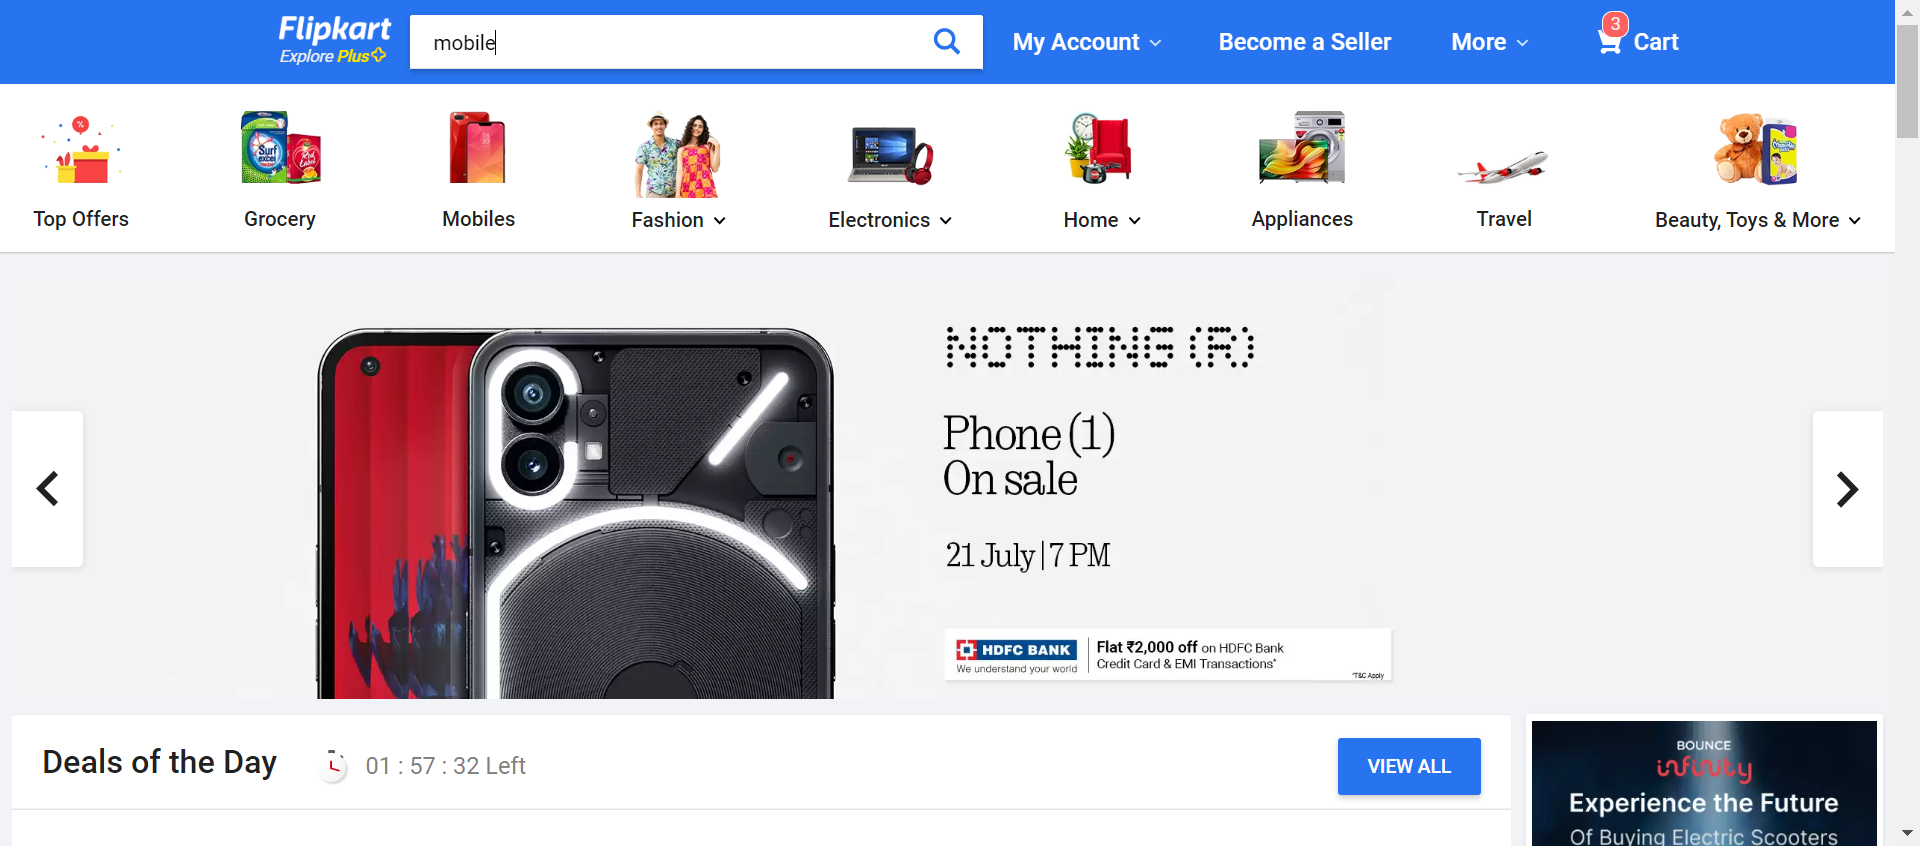 Flipkart
Explore Plus
mobile
My Account
Become a Seller
More
3
Cart
Top Offers
Grocery
Mobiles
Fashion
Electronics
Home
Appliances
Travel
Beauty, Toys & More
NOTHING (R)
Phone (1)
On sale
21 July | 7 PM
HDFC BANK
We understand your world
Flat ₹2,000 off on HDFC Bank
Credit Card & EMI Transactions*
*T&C Apply
Deals of the Day
01 : 57 : 32 Left
VIEW ALL
BOUNCE
infinity
Experience the Future
Of Buying Electric Scooters